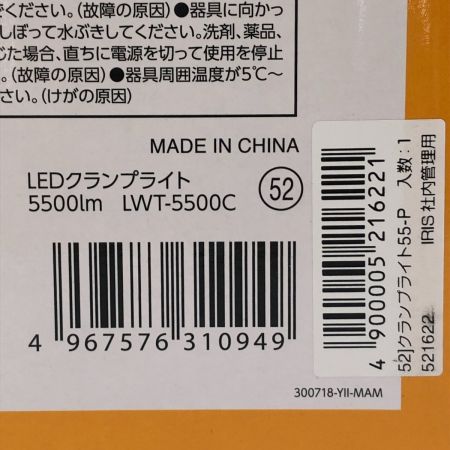 ください。(故障の原因)●器具に向かっ
しぼって水ぶきしてください。洗剤、薬品、
じた場合、直ちに電源を切って使用を停止
。(故障の原因)●器具周囲温度が5℃〜
さい。(けがの原因)
MADE IN CHINA
LEDクランプライト
5500lm LWT-5500C
52
4 967576 310949
300718-YII-MAM
4 900005 216221
52]クランプライト55-P 入数:1
521622 IRIS 社内管理用